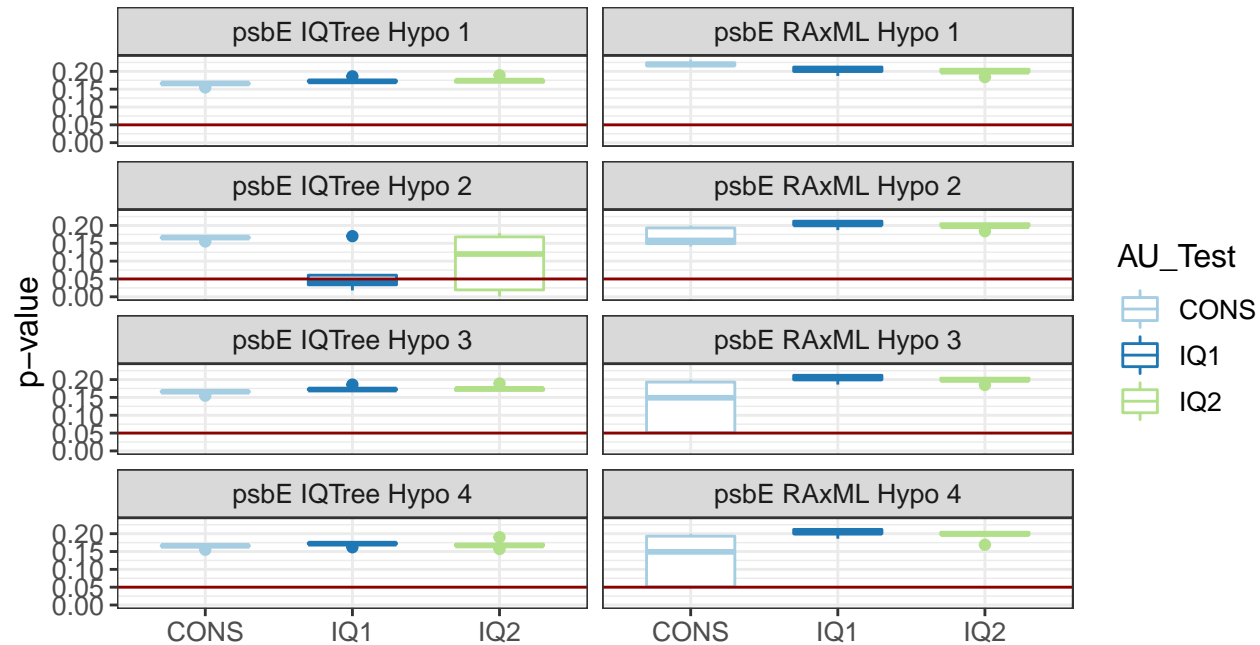 psbE IQTree Hypo 1
psbE RAxML Hypo 1
0.20
0.15
0.10
0.05
0.00
psbE IQTree Hypo 2
psbE RAxML Hypo 2
0.20
0.15
0.10
0.05
0.00
psbE IQTree Hypo 3
psbE RAxML Hypo 3
0.20
0.15
0.10
0.05
0.00
psbE IQTree Hypo 4
psbE RAxML Hypo 4
0.20
0.15
0.10
0.05
0.00
CONS IQ1 IQ2
CONS IQ1 IQ2
p−value
AU_Test
CONS
IQ1
IQ2